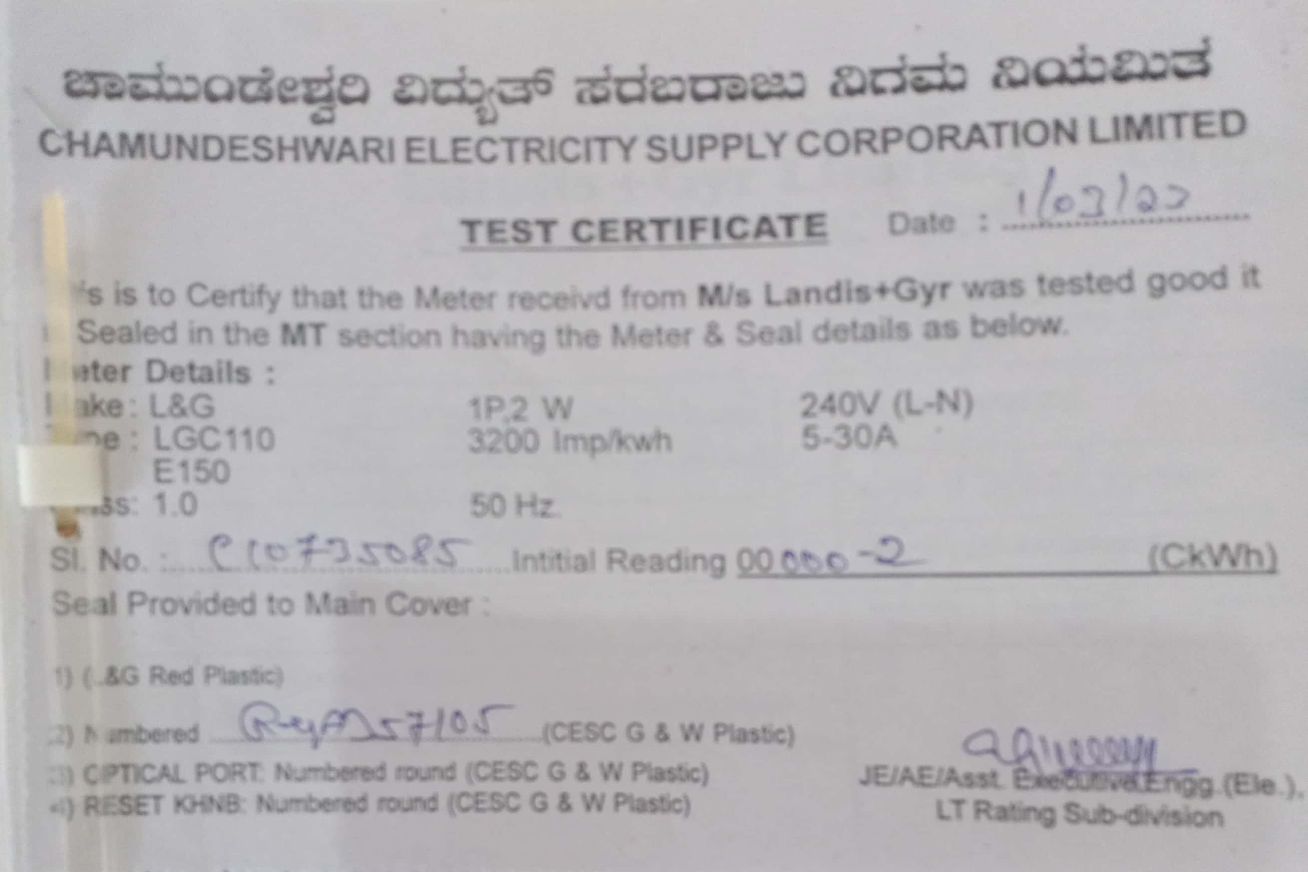 ಚಾಮುಂಡೇಶ್ವರಿ ವಿದ್ಯುತ್ ಸರಬರಾಜು ನಿಗಮ ನಿಯಮಿತ
CHAMUNDESHWARI ELECTRICITY SUPPLY CORPORATION LIMITED
TEST CERTIFICATE Date : 1/03/22
is to Certify that the Meter receivd from M/s Landis+Gyr was tested good it
Sealed in the MT section having the Meter & Seal details as below.
Meter Details :
Make : L&G 1P,2 W 240V (L-N)
Type : LGC110 3200 Imp/kwh 5-30A
E150
Class: 1.0 50 Hz.
Sl. No. : C10735085 Intitial Reading 00000-2 (CkWh)
Seal Provided to Main Cover :
1) (L&G Red Plastic)
2) Numbered (CESC G & W Plastic)
3) OPTICAL PORT: Numbered round (CESC G & W Plastic)
4) RESET KHNB: Numbered round (CESC G & W Plastic)
JE/AE/Asst. Executive Engg.(Ele.),
LT Rating Sub-division